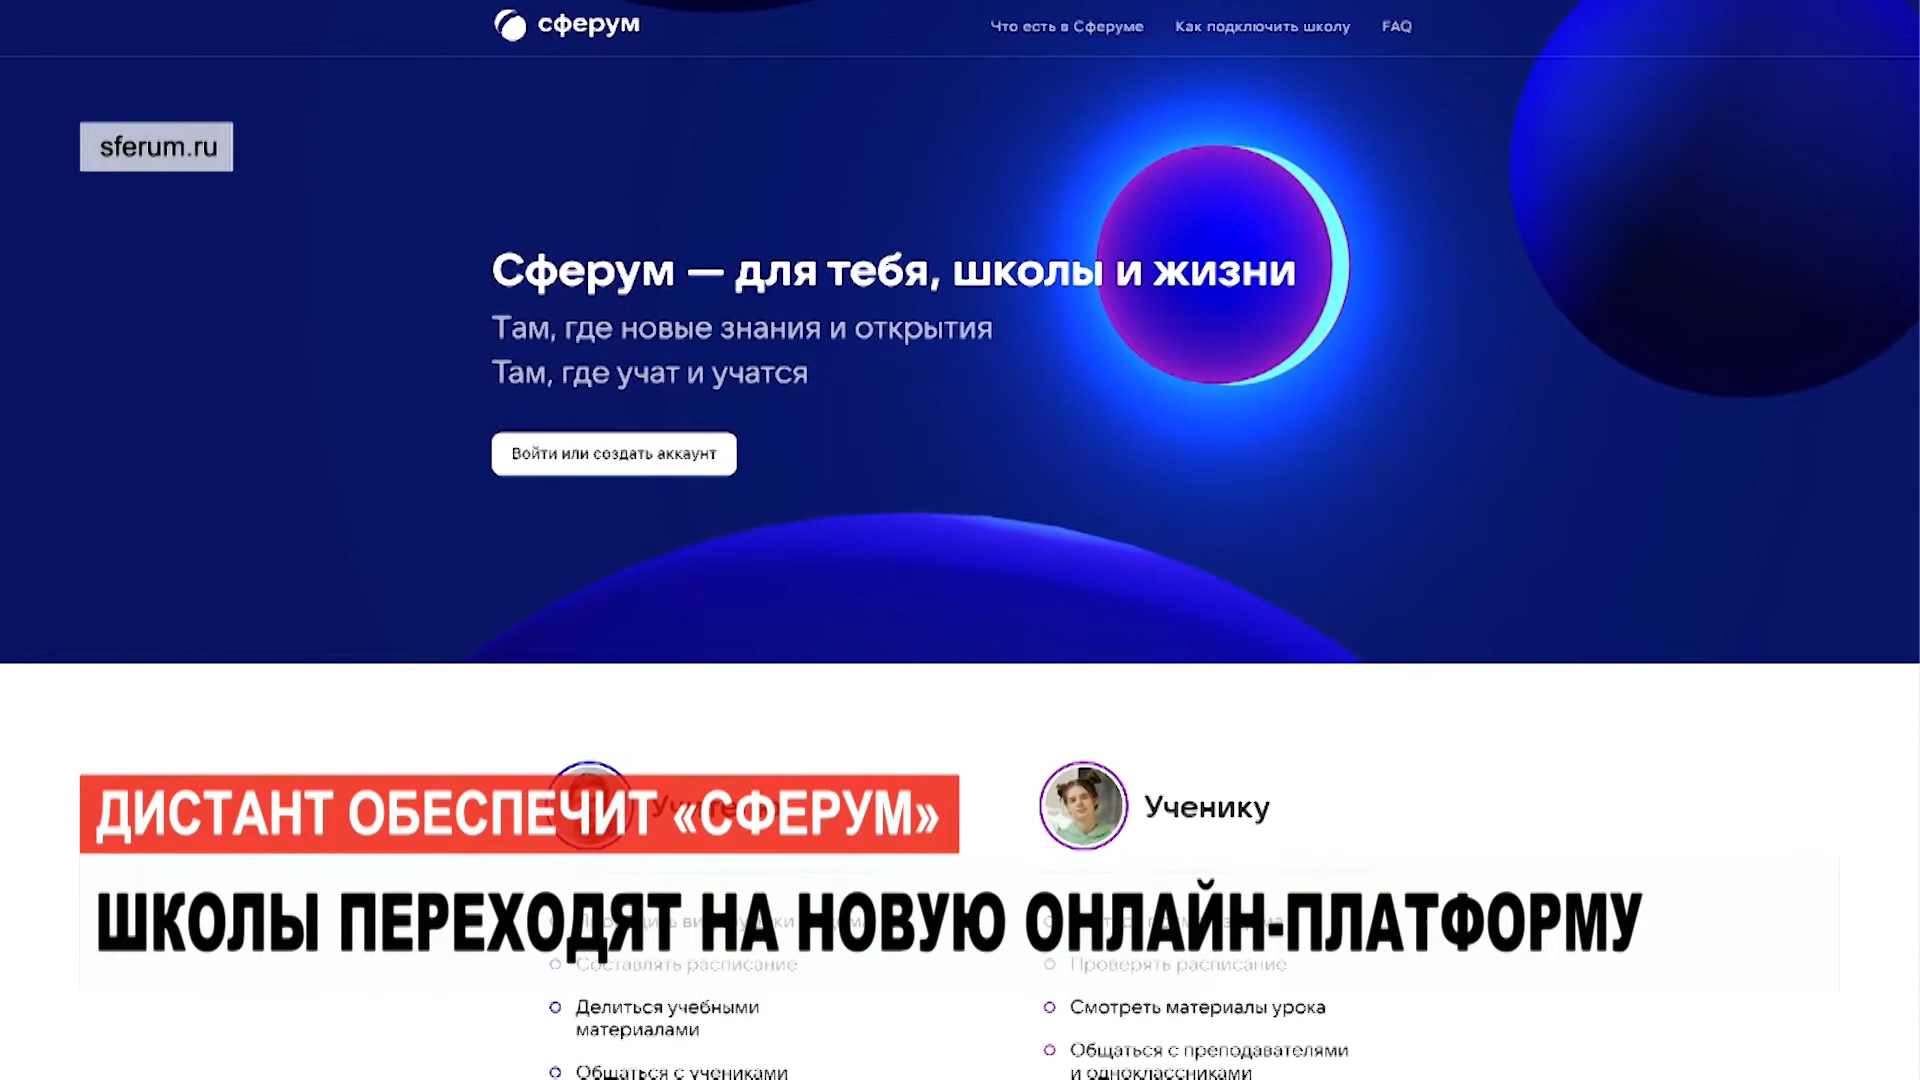 сферум
Что есть в Сферуме
Как подключить школу
FAQ
sferum.ru
Сферум — для тебя, школы и жизни
Там, где новые знания и открытия
Там, где учат и учатся
Войти или создать аккаунт
ДИСТАНТ ОБЕСПЕЧИТ «СФЕРУМ»
Ученику
ШКОЛЫ ПЕРЕХОДЯТ НА НОВУЮ ОНЛАЙН-ПЛАТФОРМУ
Составлять расписание
Делиться учебными
материалами
Общаться с учениками
Проверять расписание
Смотреть материалы урока
Общаться с преподавателями
и одноклассниками